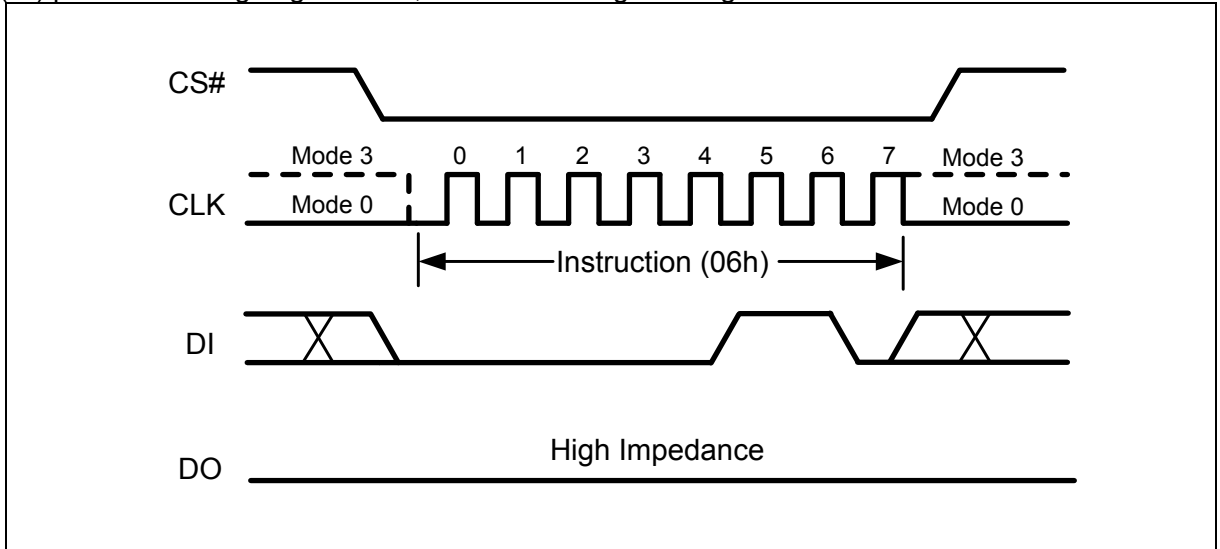 CS#
Mode 3 0 1 2 3 4 5 6 7 Mode 3
CLK Mode 0 Mode 0
Instruction (06h)
DI
High Impedance
DO